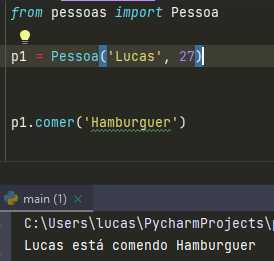 from pessoas import Pessoa
p1 = Pessoa('Lucas', 27)
p1.comer('Hamburguer')
main (1) ×
C:\Users\lucas\PycharmProjects\
Lucas está comendo Hamburguer